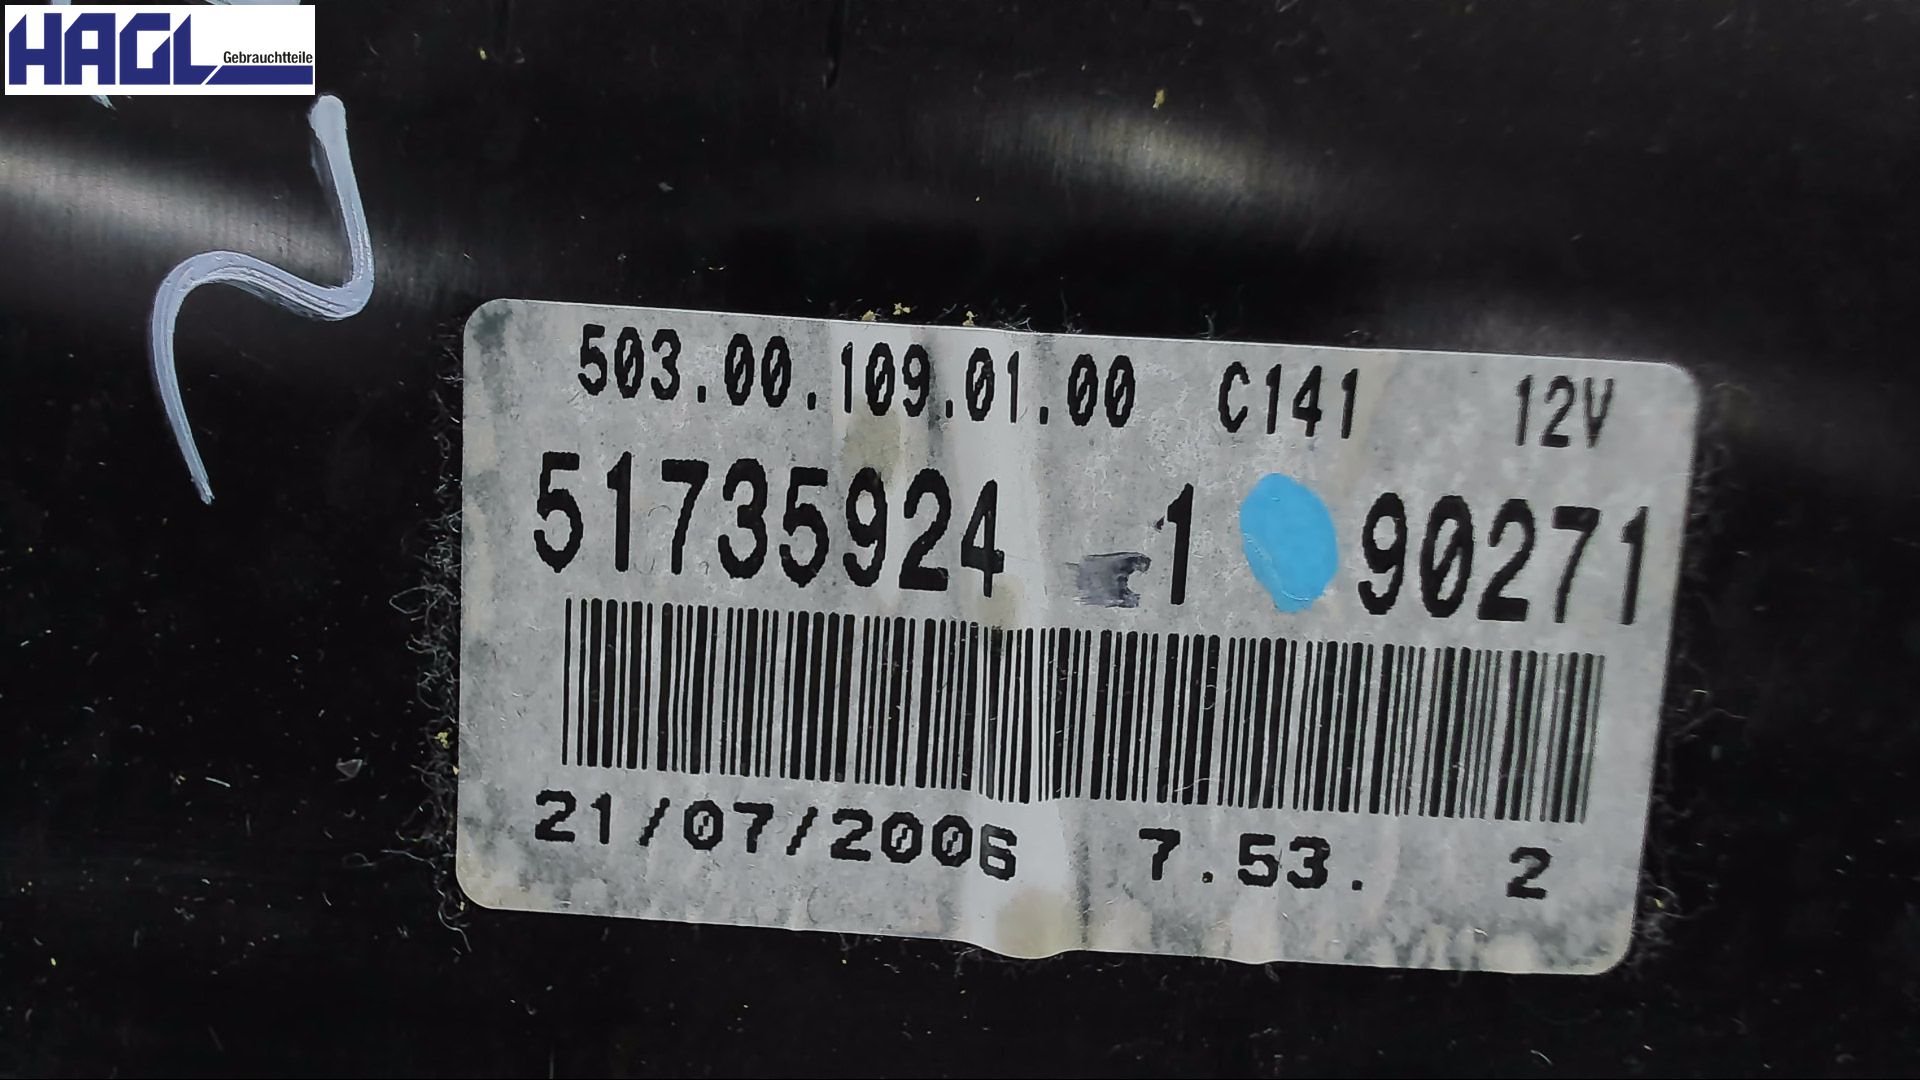 HAGL
Gebrauchtteile
503.00.109.01.00 C141 12V
51735924 1 90271
21/07/2006 7.53. 2